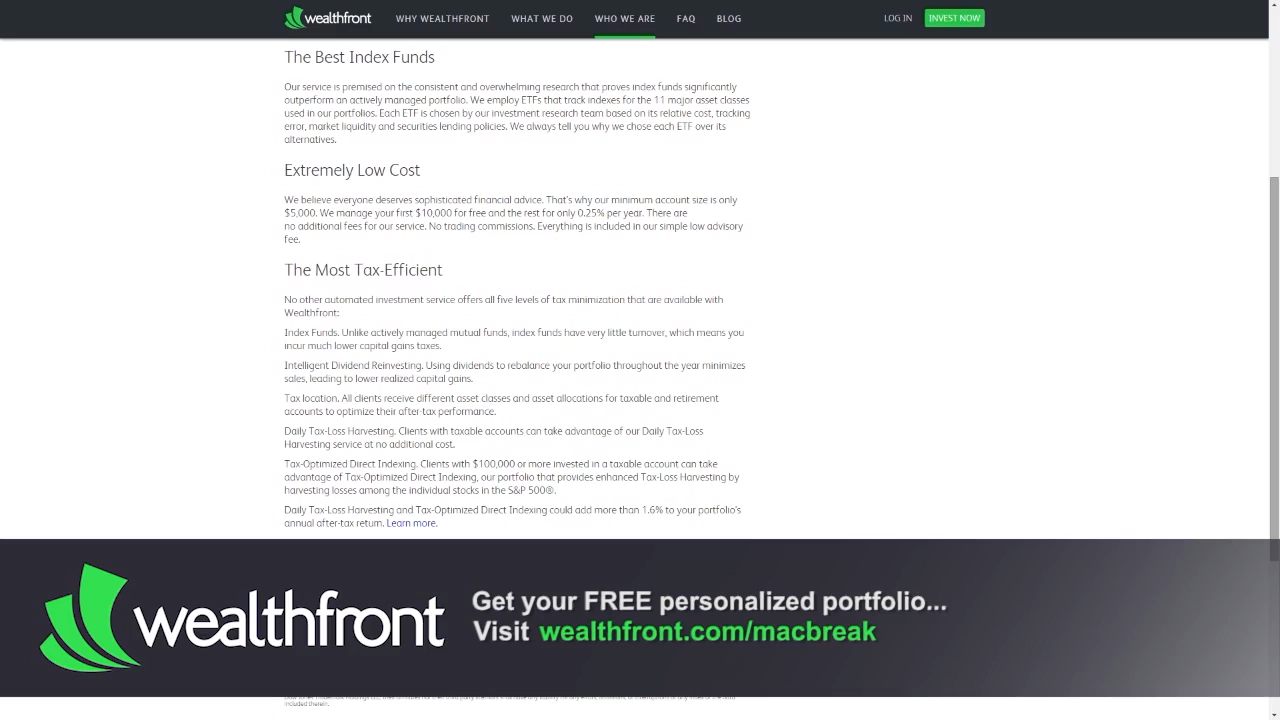 wealthfront
WHY WEALTHFRONT WHAT WE DO WHO WE ARE FAQ BLOG LOG IN INVEST NOW
The Best Index Funds
Our service is premised on the consistent and overwhelming research that proves index funds significantly
outperform an actively managed portfolio. We employ ETFs that track indexes for the 11 major asset classes
used in our portfolios. Each ETF is chosen by our investment research team based on its relative cost, tracking
error, market liquidity and securities lending policies. We always tell you why we chose each ETF over its
alternatives.
Extremely Low Cost
We believe everyone deserves sophisticated financial advice. That's why our minimum account size is only
$5,000. We manage your first $10,000 for free and the rest for only 0.25% per year. There are
no additional fees for our service. No trading commissions. Everything is included in our simple low advisory
fee.
The Most Tax-Efficient
No other automated investment service offers all five levels of tax minimization that are available with
Wealthfront:
Index Funds. Unlike actively managed mutual funds, index funds have very little turnover, which means you
incur much lower capital gains taxes.
Intelligent Dividend Reinvesting. Using dividends to rebalance your portfolio throughout the year minimizes
sales, leading to lower realized capital gains.
Tax location. All clients receive different asset classes and asset allocations for taxable and retirement
accounts to optimize their after-tax performance.
Daily Tax-Loss Harvesting. Clients with taxable accounts can take advantage of our Daily Tax-Loss
Harvesting service at no additional cost.
Tax-Optimized Direct Indexing. Clients with $100,000 or more invested in a taxable account can take
advantage of Tax-Optimized Direct Indexing, our portfolio that provides enhanced Tax-Loss Harvesting by
harvesting losses among the individual stocks in the S&P 500®.
Daily Tax-Loss Harvesting and Tax-Optimized Direct Indexing could add more than 1.6% to your portfolio's
annual after-tax return. Learn more.
wealthfront
Get your FREE personalized portfolio...
Visit wealthfront.com/macbreak
included therein.